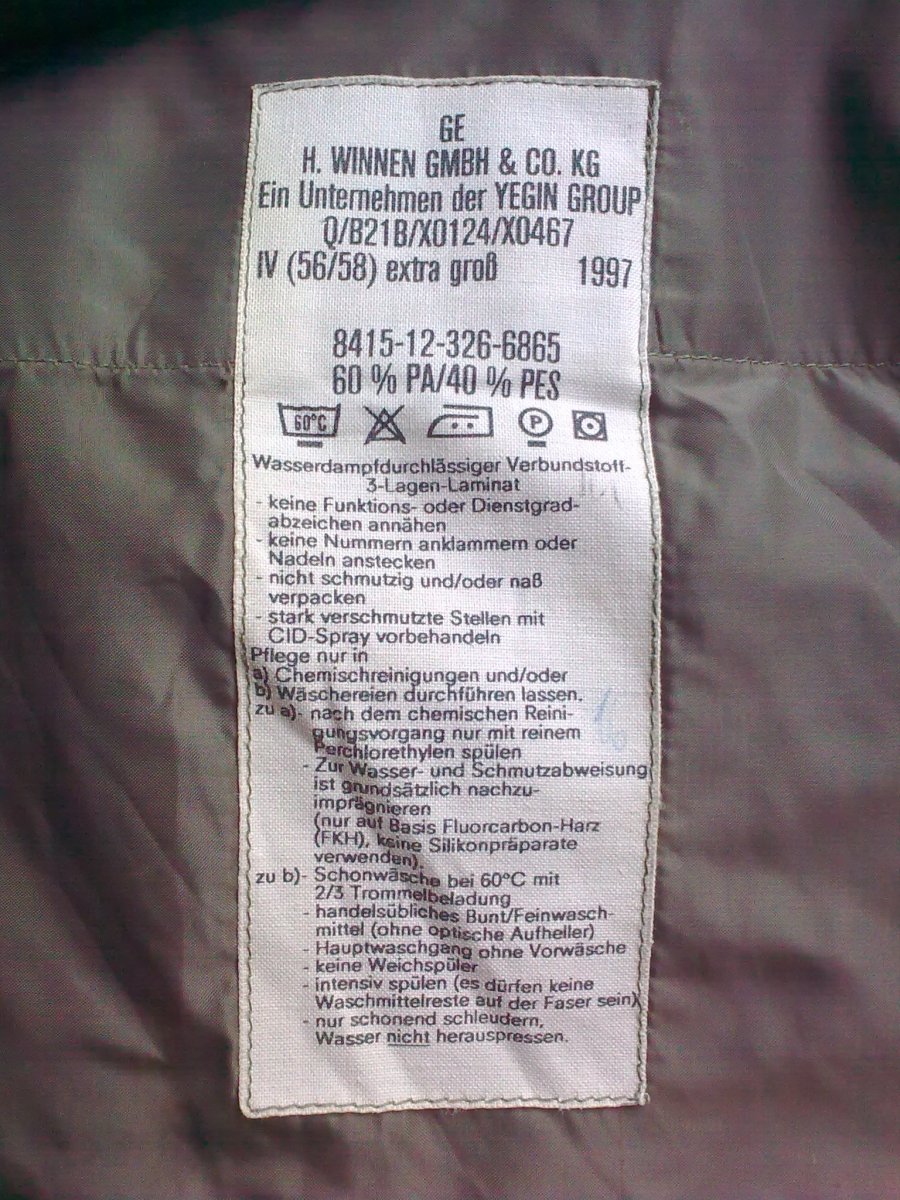 GE
H. WINNEN GMBH & CO. KG
Ein Unternehmen der YEGIN GROUP
Q/B21B/X0124/X0467
IV (56/58) extra groß 1997
8415-12-326-6865
60 % PA/40 % PES
60°C P
Wasserdampfdurchlässiger Verbundstoff-
3-Lagen-Laminat
- keine Funktions- oder Dienstgrad-
abzeichen annähen
- keine Nummern anklammern oder
Nadeln anstecken
- nicht schmutzig und/oder naß
verpacken
- stark verschmutzte Stellen mit
CID-Spray vorbehandeln
Pflege nur in
a) Chemischreinigungen und/oder
b) Wäschereien durchführen lassen.
zu a)- nach dem chemischen Reini-
gungsvorgang nur mit reinem
Perchlorethylen spülen
- Zur Wasser- und Schmutzabweisung
ist grundsätzlich nachzu-
imprägnieren
(nur auf Basis Fluorcarbon-Harz
(FKH), keine Silikonpräparate
verwenden).
zu b)- Schonwäsche bei 60°C mit
2/3 Trommelbeladung
- handelsübliches Bunt/Feinwasch-
mittel (ohne optische Aufheller)
- Hauptwaschgang ohne Vorwäsche
- keine Weichspüler
- intensiv spülen (es dürfen keine
Waschmittelreste auf der Faser sein)
- nur schonend schleudern,
Wasser nicht herauspressen.